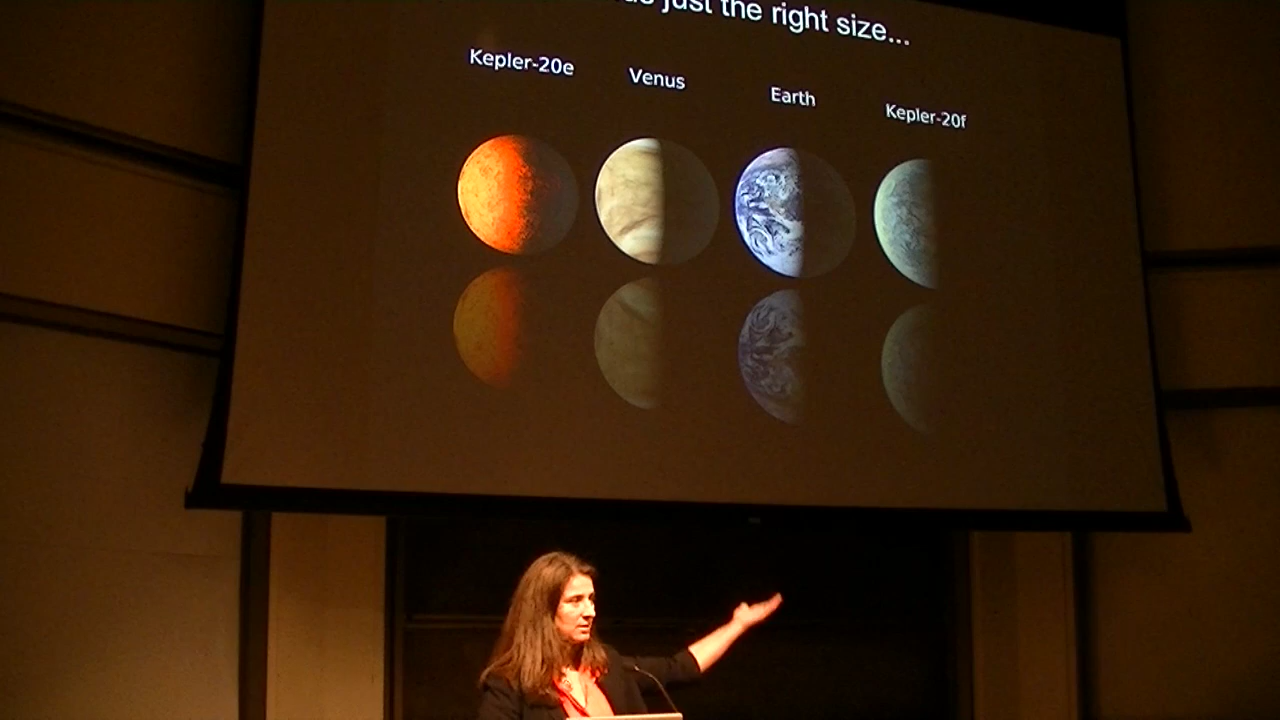 just the right size...
Kepler-20e
Venus
Earth
Kepler-20f